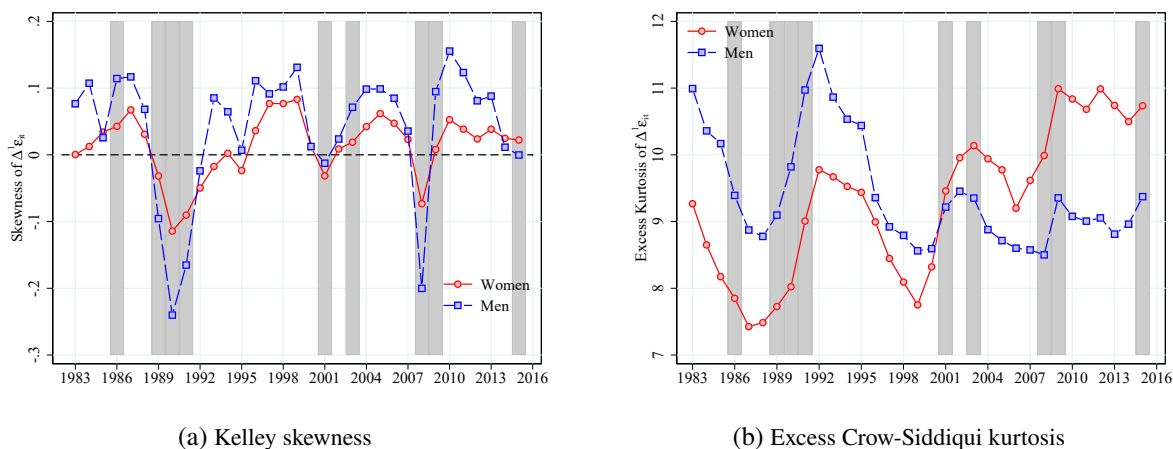 .2
.1
0
-.1
-.2
-.3
Skewness of Δ¹ε_it
Women
Men
1983 1986 1989 1992 1995 1998 2001 2004 2007 2010 2013 2016
(a) Kelley skewness
12
11
10
9
8
7
Excess Kurtosis of Δ¹ε_it
Women
Men
1983 1986 1989 1992 1995 1998 2001 2004 2007 2010 2013 2016
(b) Excess Crow-Siddiqui kurtosis